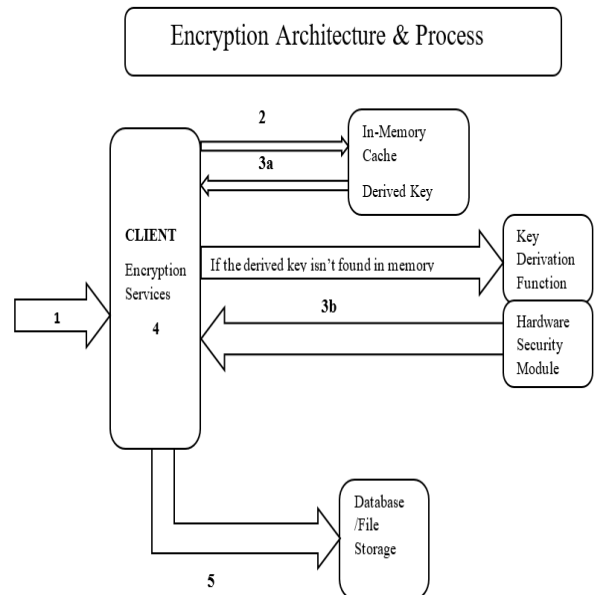 Encryption Architecture & Process
2
In-Memory
Cache
Derived Key
3a
CLIENT
Encryption
Services
4
If the derived key isn't found in memory
Key
Derivation
Function
1
3b
Hardware
Security
Module
Database
/File
Storage
5